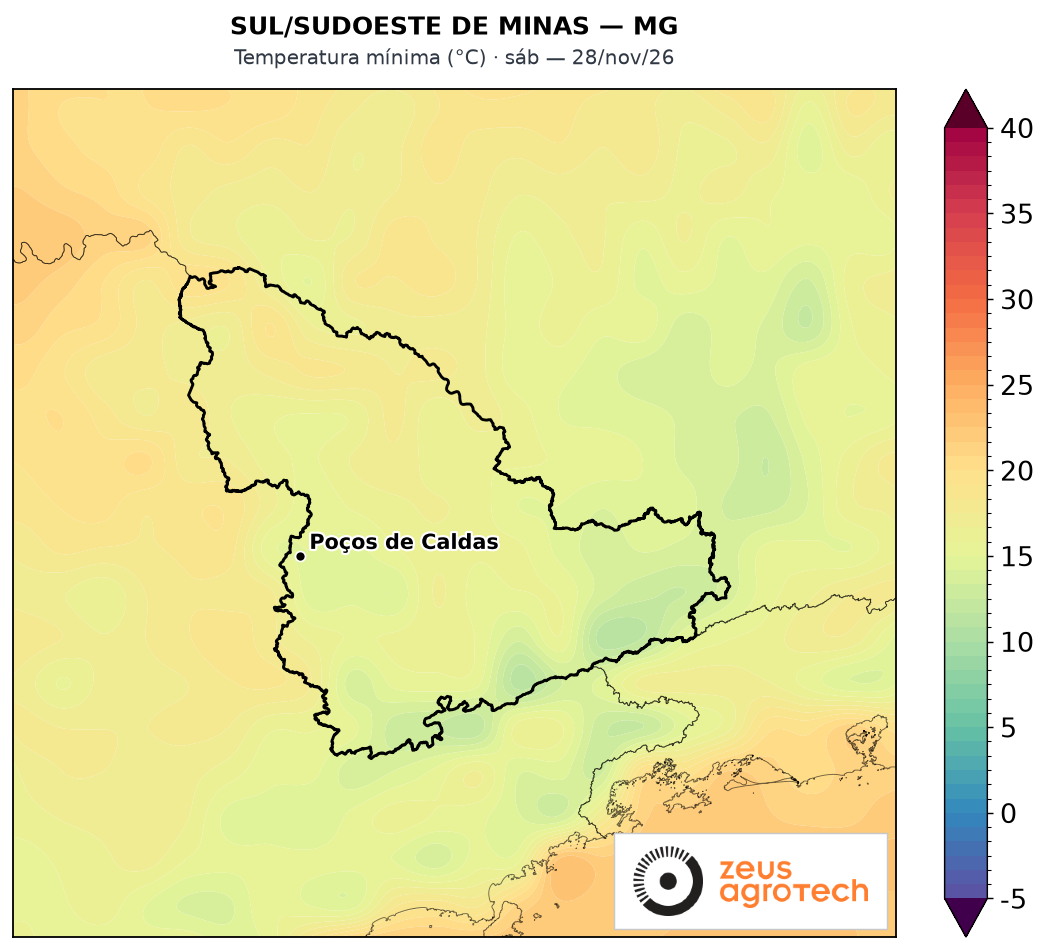 SUL/SUDOESTE DE MINAS — MG
Temperatura mínima (°C) · sáb — 28/nov/26
40
35
30
25
20
15
10
5
0
-5
Poços de Caldas
zeus
agrotech